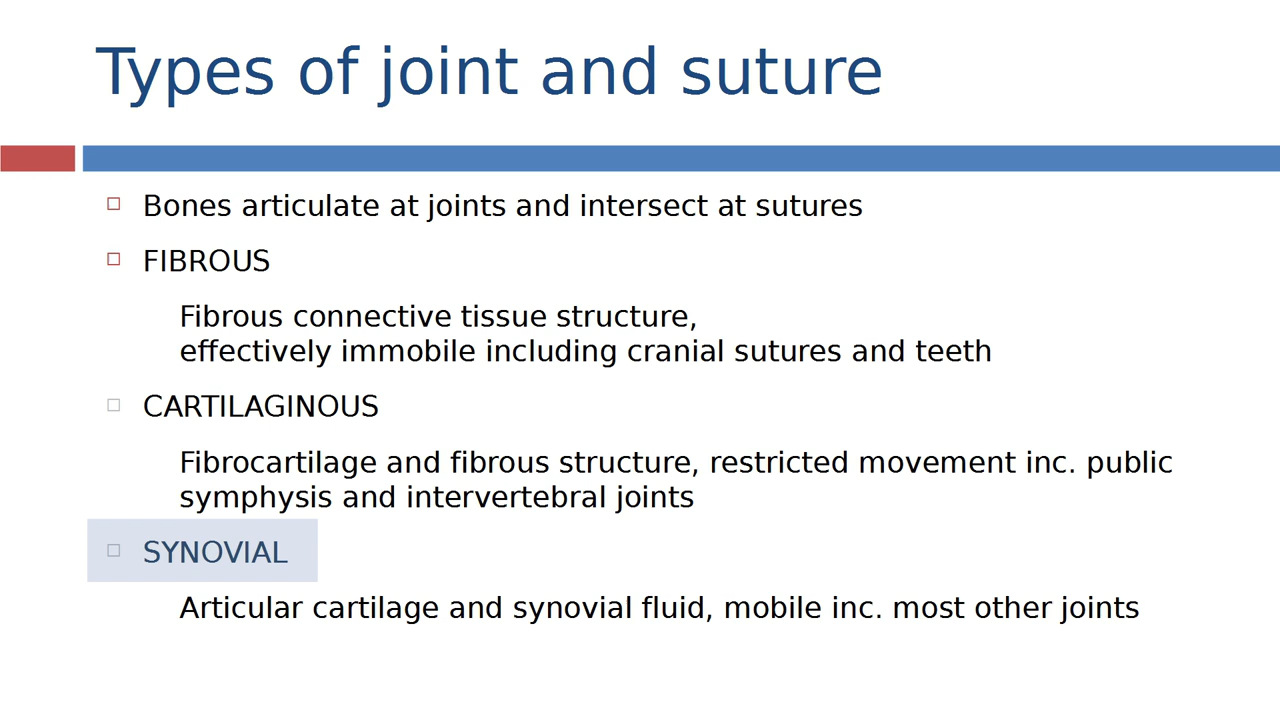 Types of joint and suture
Bones articulate at joints and intersect at sutures
FIBROUS
Fibrous connective tissue structure,
effectively immobile including cranial sutures and teeth
CARTILAGINOUS
Fibrocartilage and fibrous structure, restricted movement inc. public
symphysis and intervertebral joints
SYNOVIAL
Articular cartilage and synovial fluid, mobile inc. most other joints